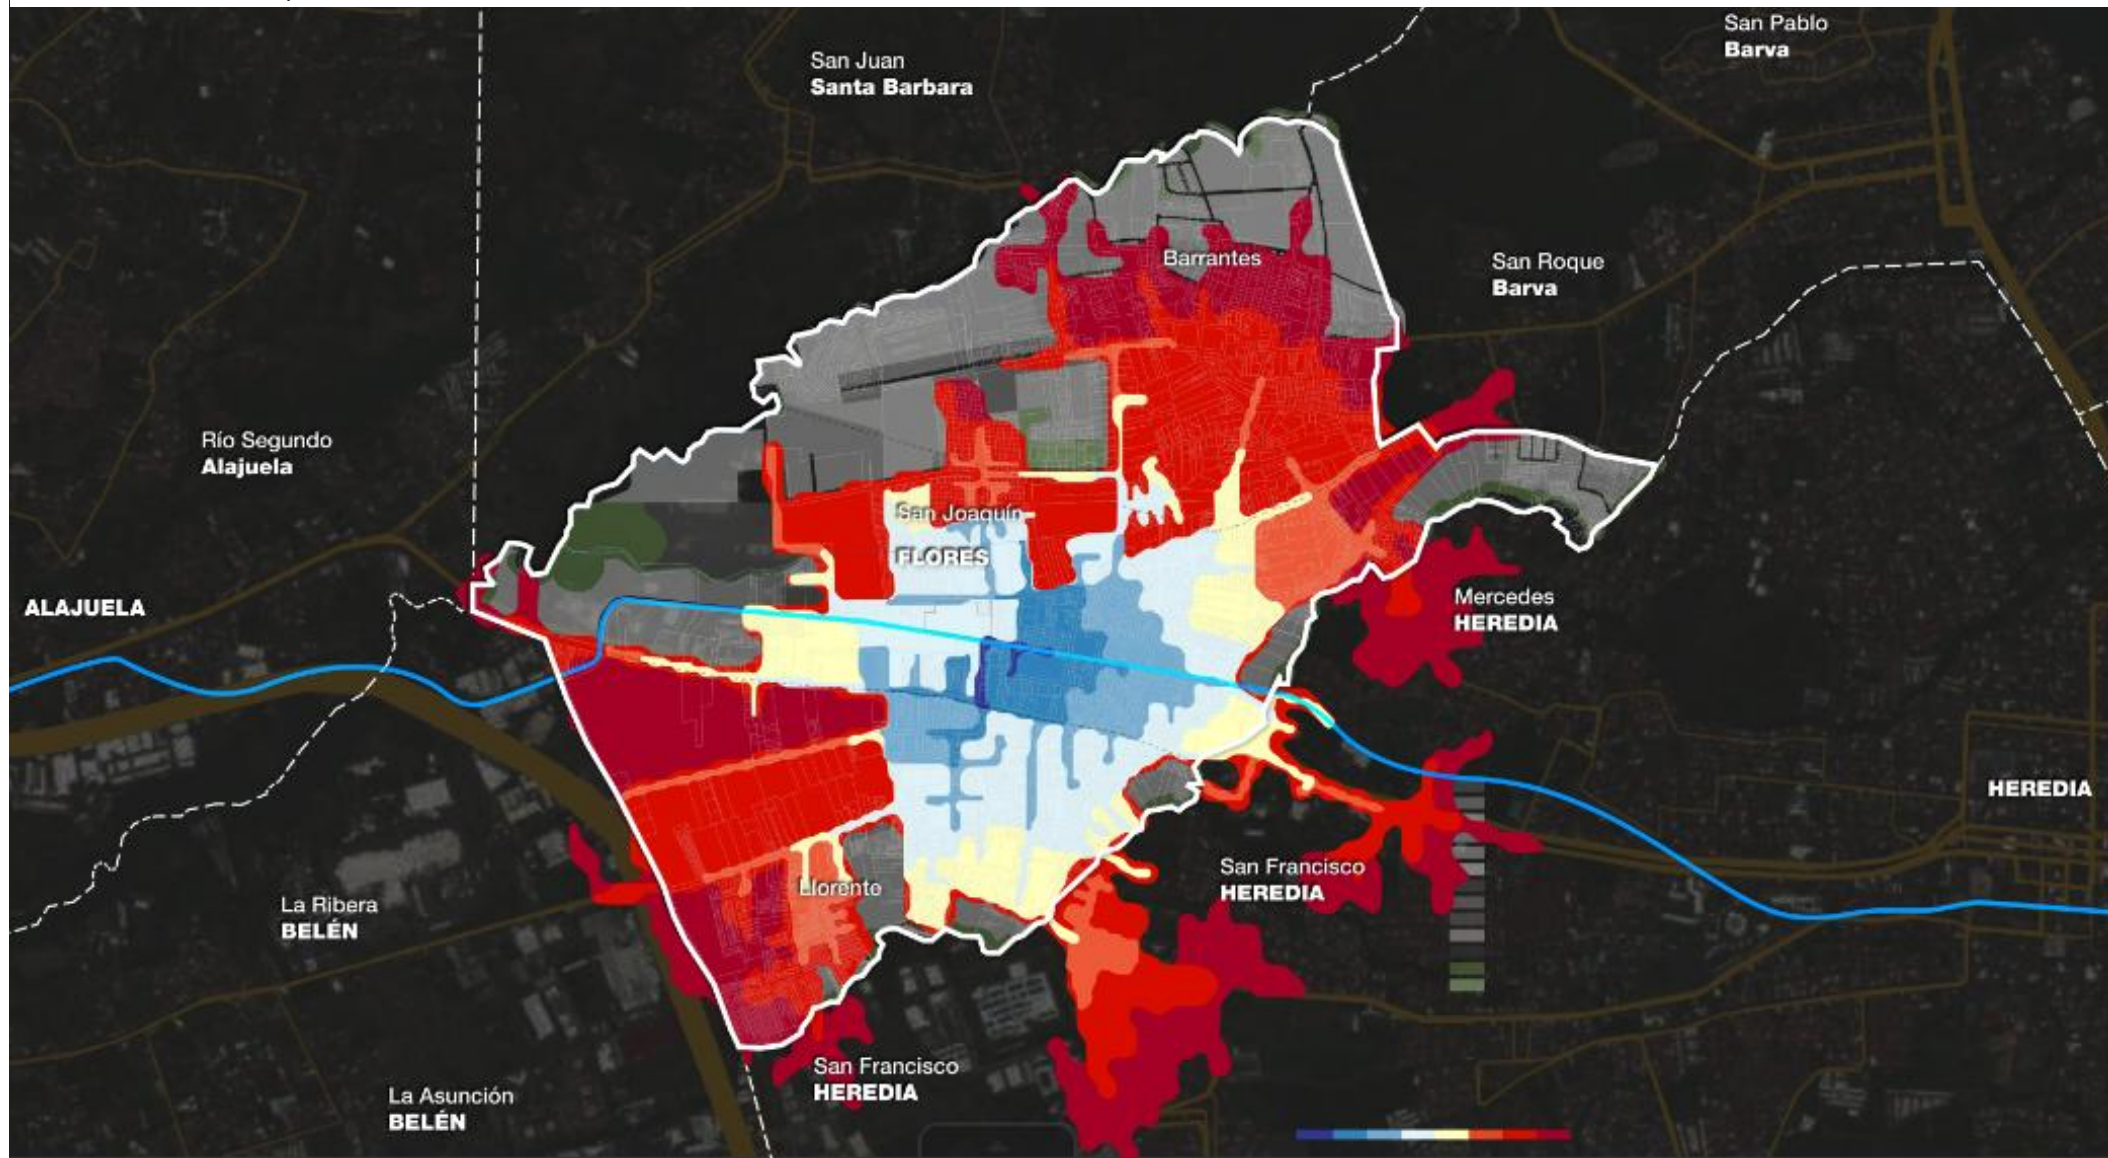 San Pablo
Barva
San Juan
Santa Barbara
Barrantes
San Roque
Barva
Río Segundo
Alajuela
San Joaquín
FLORES
ALAJUELA
Mercedes
HEREDIA
HEREDIA
San Francisco
HEREDIA
Llorente
La Ribera
BELÉN
San Francisco
HEREDIA
La Asunción
BELÉN